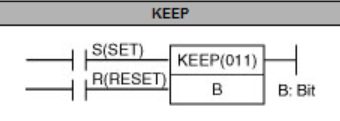 KEEP
S(SET)
KEEP(011)
R(RESET)
B
B: Bit